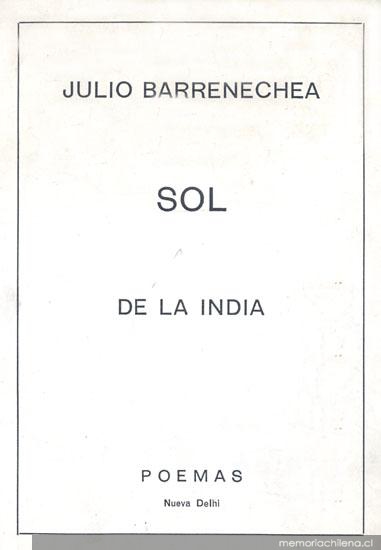 JULIO BARRENECHEA
SOL
DE LA INDIA
POEMAS
Nueva Delhi
memoriachilena.cl